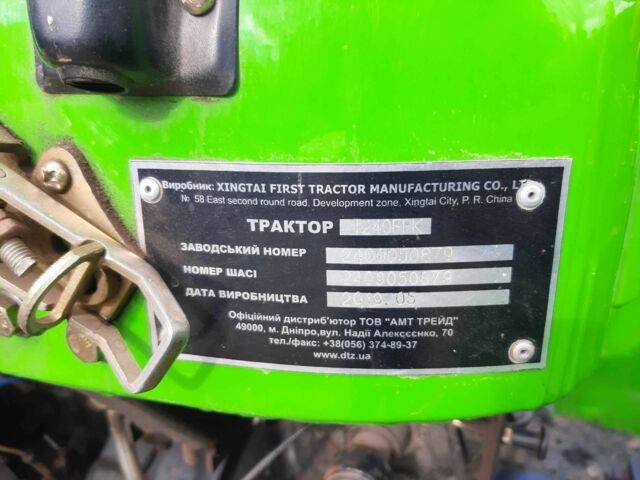 Виробник: XINGTAI FIRST TRACTOR MANUFACTURING CO., LT
№ 58 East second round road. Development zone, Xingtai City, P. R. China
ТРАКТОР
ЗАВОДСЬКИЙ НОМЕР
НОМЕР ШАСІ
ДАТА ВИРОБНИЦТВА
Офіційний дистриб'ютор ТОВ "АМТ ТРЕЙД"
49000, м. Дніпро,вул. Надії Алексєєнко, 70
тел./факс: +38(056) 374-89-37
www.dtz.ua